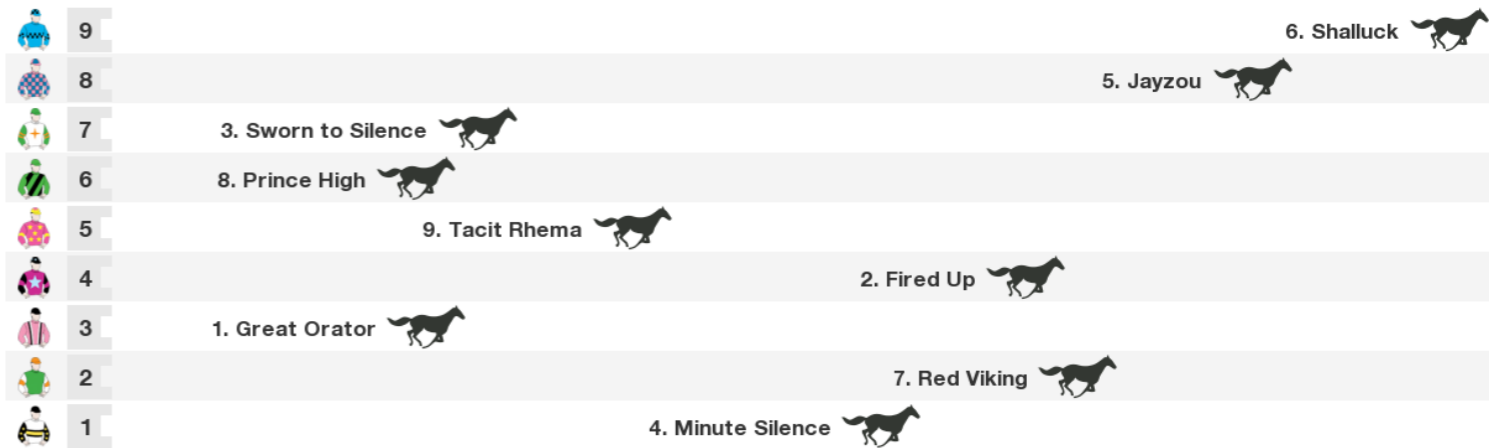 9 6. Shalluck
8 5. Jayzou
7 3. Sworn to Silence
6 8. Prince High
5 9. Tacit Rhema
4 2. Fired Up
3 1. Great Orator
2 7. Red Viking
1 4. Minute Silence